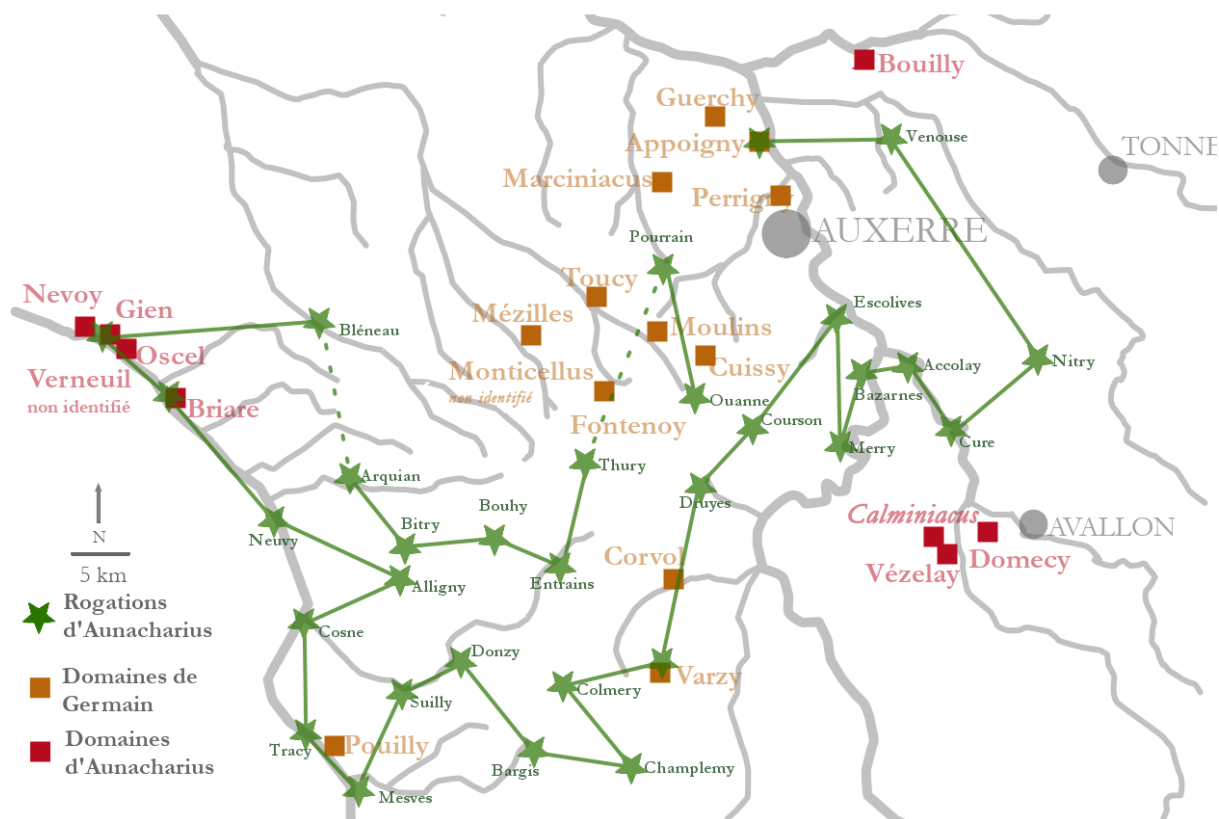 Bouilly
Guerchy
Appoigny
Venouse
TONNE
Marciniacus
Perrigny
AUXERRE
Pourrain
Nevoy
Gien
Toucy
Escolives
Bléneau
Mézilles
Moulins
Oscel
Verneuil
non identifié
Briare
Monticellus
non identifié
Cuissy
Accolay
Nitry
Bazarnes
Ouanne
Fontenoy
Courson
Merry
Cure
Thury
Arquian
Druyes
Bouhy
Bitry
Neuvy
Calminiacus
AVALLON
Vézelay
Domecy
N
5 km
Corvol
Entrains
Alligny
Rogations
d'Aunacharius
Cosne
Donzy
Varzy
Colmery
Suilly
Domaines de
Germain
Tracy
Pouilly
Domaines
d'Aunacharius
Bargis
Champlemy
Mesves